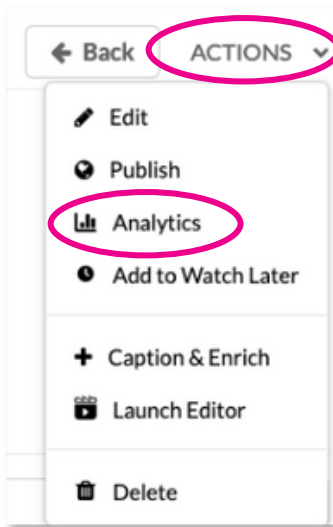 Back ACTIONS
Edit
Publish
Analytics
Add to Watch Later
Caption & Enrich
Launch Editor
Delete